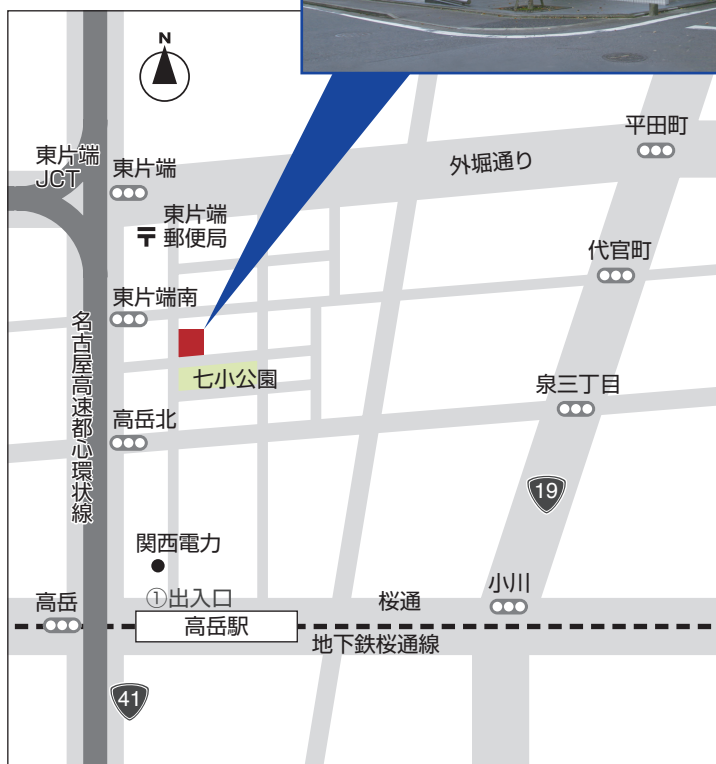 N
平田町
外堀通り
東片端
JCT
東片端
東片端
郵便局
代官町
東片端南
名古屋高速都心環状線
七小公園
泉三丁目
高岳北
19
関西電力
①出入口
小川
高岳
桜通
高岳駅
地下鉄桜通線
41